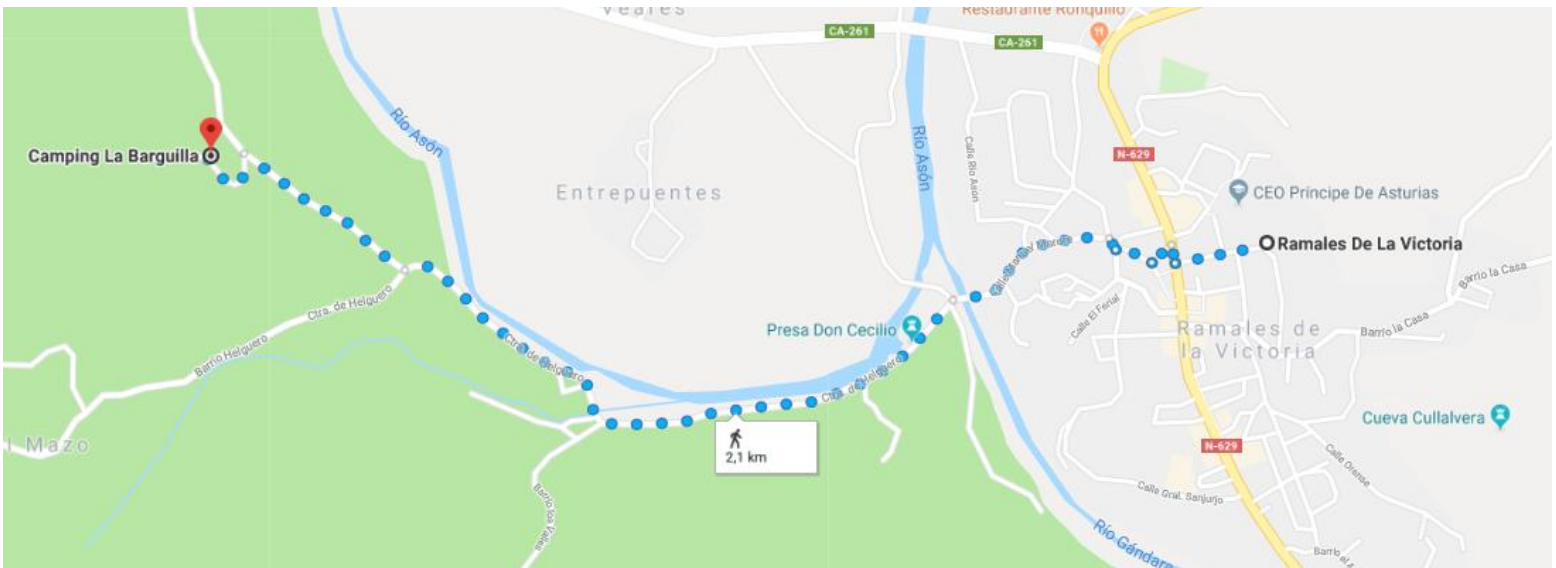 Restaurante Ronquillo
CA-261
CA-261
Río Asón
Río Asón
Calle Río Asón
N-629
Camping La Barguilla
Entrepuentes
CEO Príncipe De Asturias
Ramales De La Victoria
Barrio la Casa
Ctra. de Helguero
Calle El Ferial
Presa Don Cecilio
Ramales de
la Victoria
Barrio la Casa
Barrio Helguero
Ctra. de Helguero
Ctra. de Helguero
Cueva Cullalvera
Mazo
2,1 km
N-629
Calle Orense
Calle Gral. Sanjurjo
Barrio los Valles
Río Gándara